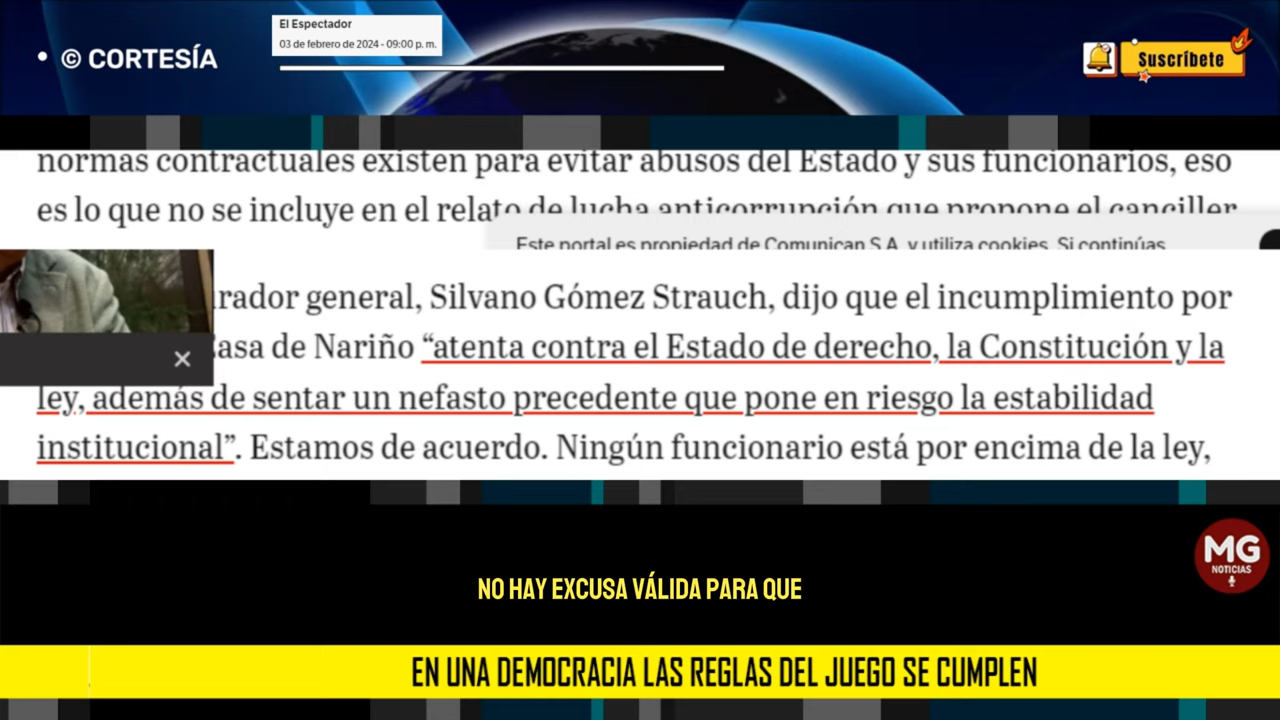 El Espectador
03 de febrero de 2024 - 09:00 p. m.
• © CORTESÍA
Suscríbete
normas contractuales existen para evitar abusos del Estado y sus funcionarios, eso
es lo que no se incluye en el relato de lucha anticorrupción que propone el canciller
Este portal es propiedad de Comunican S.A. y utiliza cookies. Si continúas
rador general, Silvano Gómez Strauch, dijo que el incumplimiento por
Casa de Nariño “atenta contra el Estado de derecho, la Constitución y la
ley, además de sentar un nefasto precedente que pone en riesgo la estabilidad
institucional”. Estamos de acuerdo. Ningún funcionario está por encima de la ley,
MG
NOTICIAS
NO HAY EXCUSA VÁLIDA PARA QUE
EN UNA DEMOCRACIA LAS REGLAS DEL JUEGO SE CUMPLEN